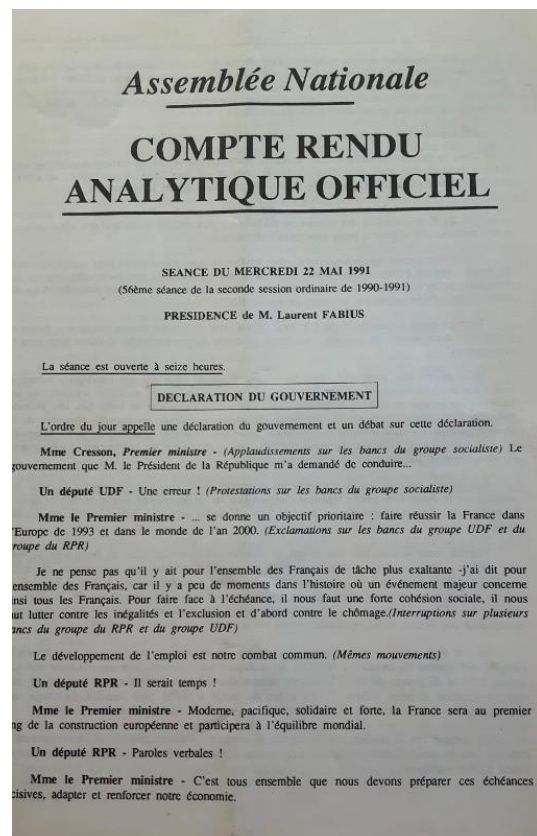 Assemblée Nationale
COMPTE RENDU
ANALYTIQUE OFFICIEL
SEANCE DU MERCREDI 22 MAI 1991
(56ème séance de la seconde session ordinaire de 1990-1991)
PRESIDENCE de M. Laurent FABIUS
La séance est ouverte à seize heures.
DECLARATION DU GOUVERNEMENT
L'ordre du jour appelle une déclaration du gouvernement et un débat sur cette déclaration.
Mme Cresson, Premier ministre - (Applaudissements sur les bancs du groupe socialiste) Le
gouvernement que M. le Président de la République m'a demandé de conduire...
Un député UDF - Une erreur ! (Protestations sur les bancs du groupe socialiste)
Mme le Premier ministre - ... se donne un objectif prioritaire : faire réussir la France dans
l'Europe de 1993 et dans le monde de l'an 2000. (Exclamations sur les bancs du groupe UDF et du
groupe du RPR)
Je ne pense pas qu'il y ait pour l'ensemble des Français de tâche plus exaltante -j'ai dit pour
ensemble des Français, car il y a peu de moments dans l'histoire où un événement majeur concerne
insi tous les Français. Pour faire face à l'échéance, il nous faut une forte cohésion sociale, il nous
ut lutter contre les inégalités et l'exclusion et d'abord contre le chômage.(Interruptions sur plusieurs
ancs du groupe du RPR et du groupe UDF)
Le développement de l'emploi est notre combat commun. (Mêmes mouvements)
Un député RPR - Il serait temps !
Mme le Premier ministre - Moderne, pacifique, solidaire et forte, la France sera au premier
ng de la construction européenne et participera à l'équilibre mondial.
Un député RPR - Paroles verbales !
Mme le Premier ministre - C'est tous ensemble que nous devons préparer ces échéances
cisives, adapter et renforcer notre économie.